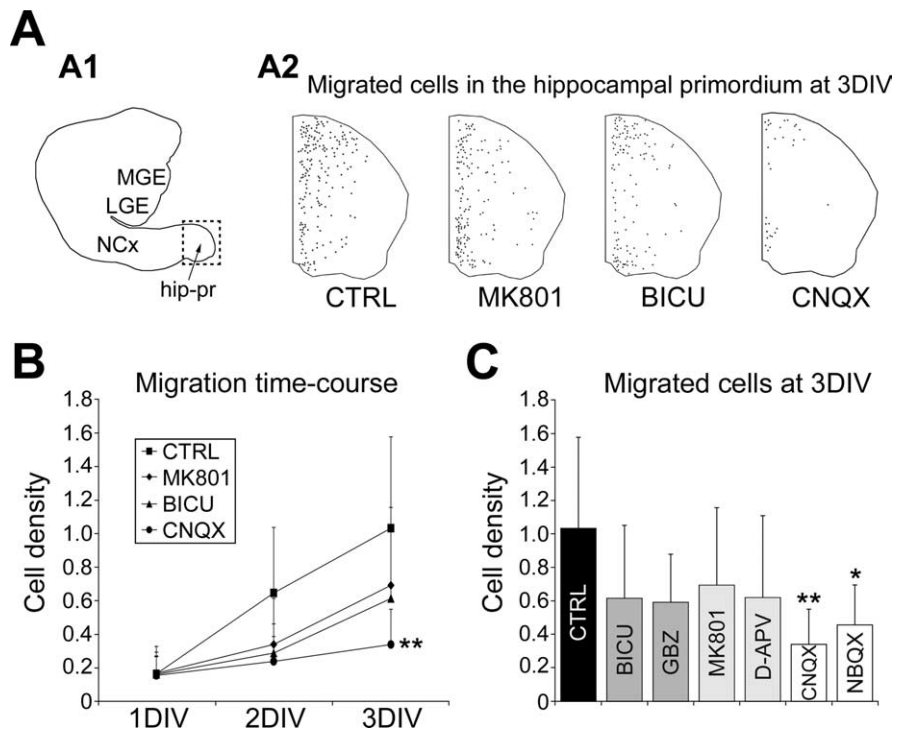 A
A1
MGE
LGE
NCx
hip-pr
A2
Migrated cells in the hippocampal primordium at 3DIV
CTRL
MK801
BICU
CNQX
B
Migration time-course
Cell density
1.8
1.6
1.4
1.2
1.0
0.8
0.6
0.4
0.2
0
CTRL
MK801
BICU
CNQX
**
1DIV
2DIV
3DIV
C
Migrated cells at 3DIV
Cell density
1.8
1.6
1.4
1.2
1.0
0.8
0.6
0.4
0.2
0
CTRL
BICU
GBZ
MK801
D-APV
CNQX
NBQX
**
*